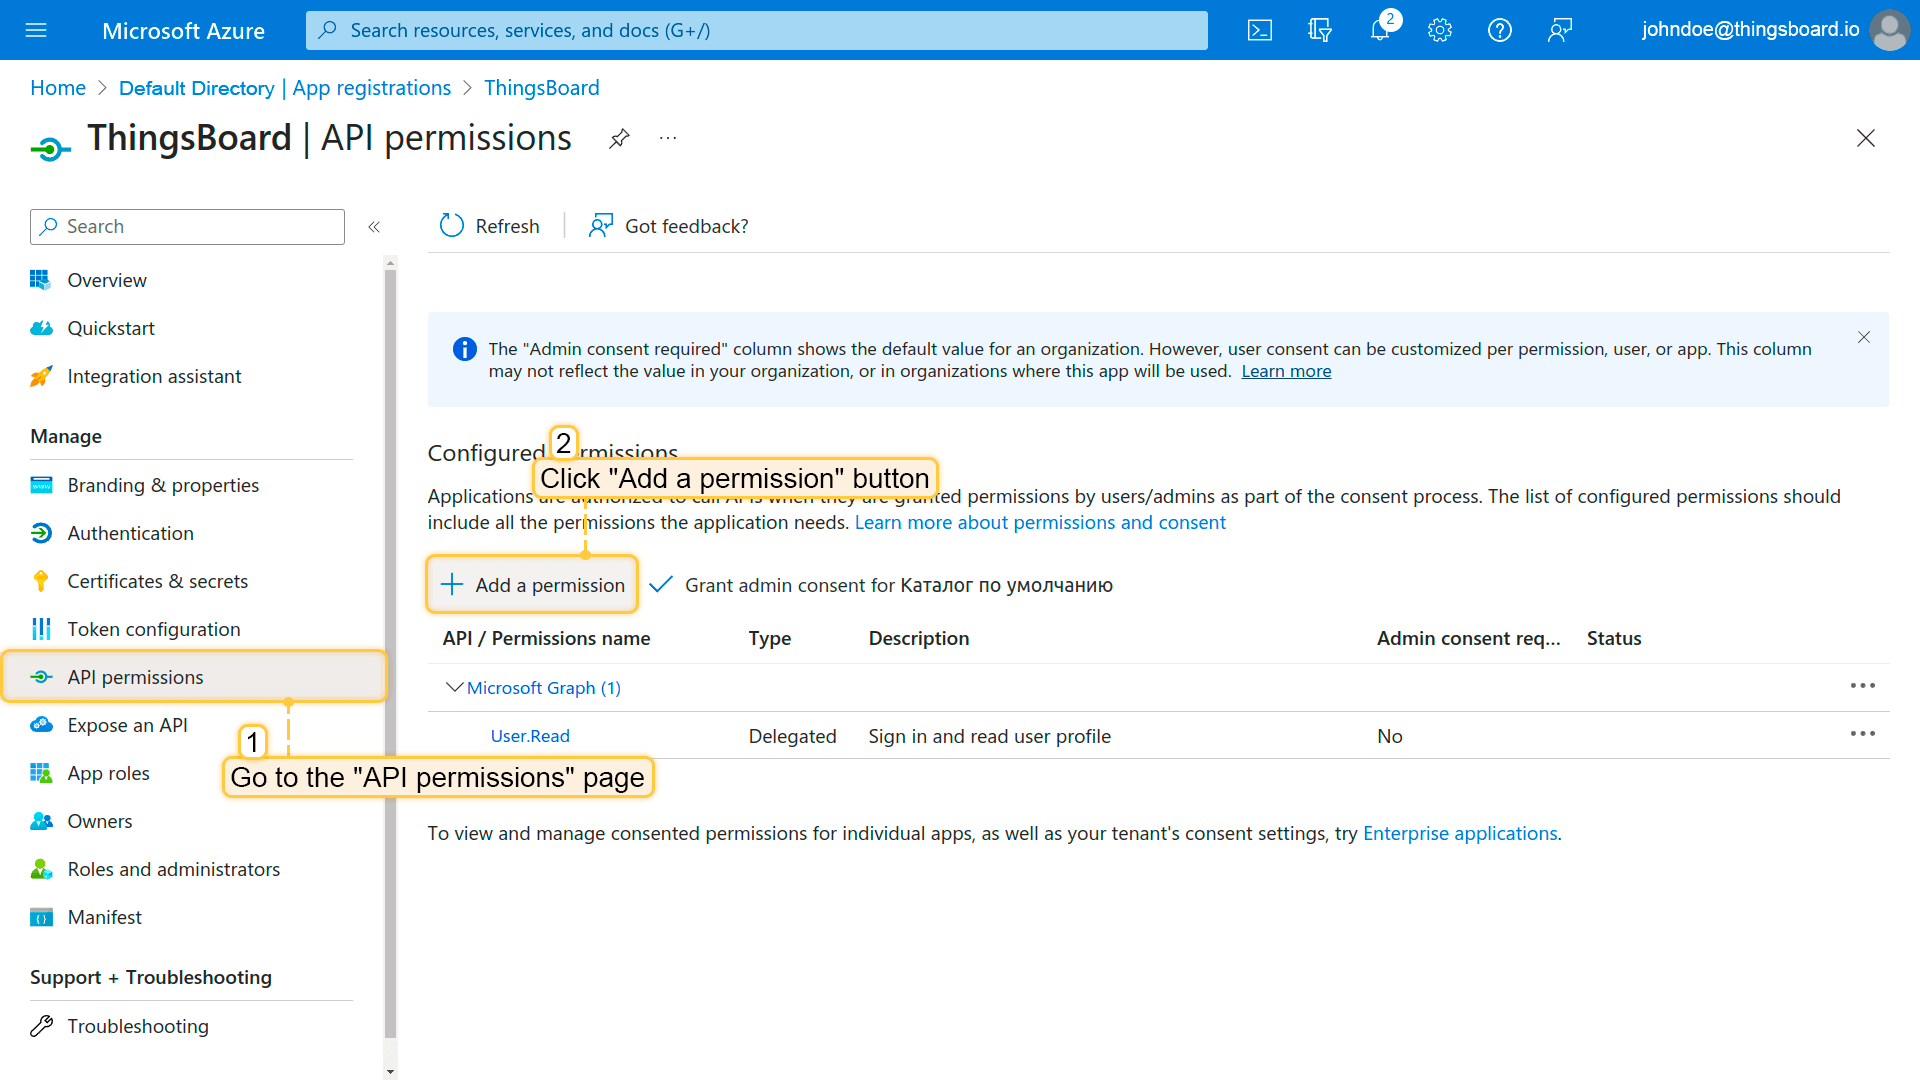 Microsoft Azure
Search resources, services, and docs (G+/)
2
johndoe@thingsboard.io
Home > Default Directory | App registrations > ThingsBoard
ThingsBoard | API permissions
Search
Refresh
Got feedback?
Overview
Quickstart
Integration assistant
The "Admin consent required" column shows the default value for an organization. However, user consent can be customized per permission, user, or app. This column
may not reflect the value in your organization, or in organizations where this app will be used. Learn more
Manage
Branding & properties
Authentication
Certificates & secrets
Token configuration
API permissions
Expose an API
App roles
Owners
Roles and administrators
Manifest
Support + Troubleshooting
Troubleshooting
1
Go to the "API permissions" page
Configured
2
Click "Add a permission" button
Applications are authorized to call APIs when they are granted permissions by users/admins as part of the consent process. The list of configured permissions should
include all the permissions the application needs. Learn more about permissions and consent
Add a permission
Grant admin consent for Каталог по умолчанию
API / Permissions name Type Description Admin consent req... Status
Microsoft Graph (1)
User.Read Delegated Sign in and read user profile No
To view and manage consented permissions for individual apps, as well as your tenant's consent settings, try Enterprise applications.